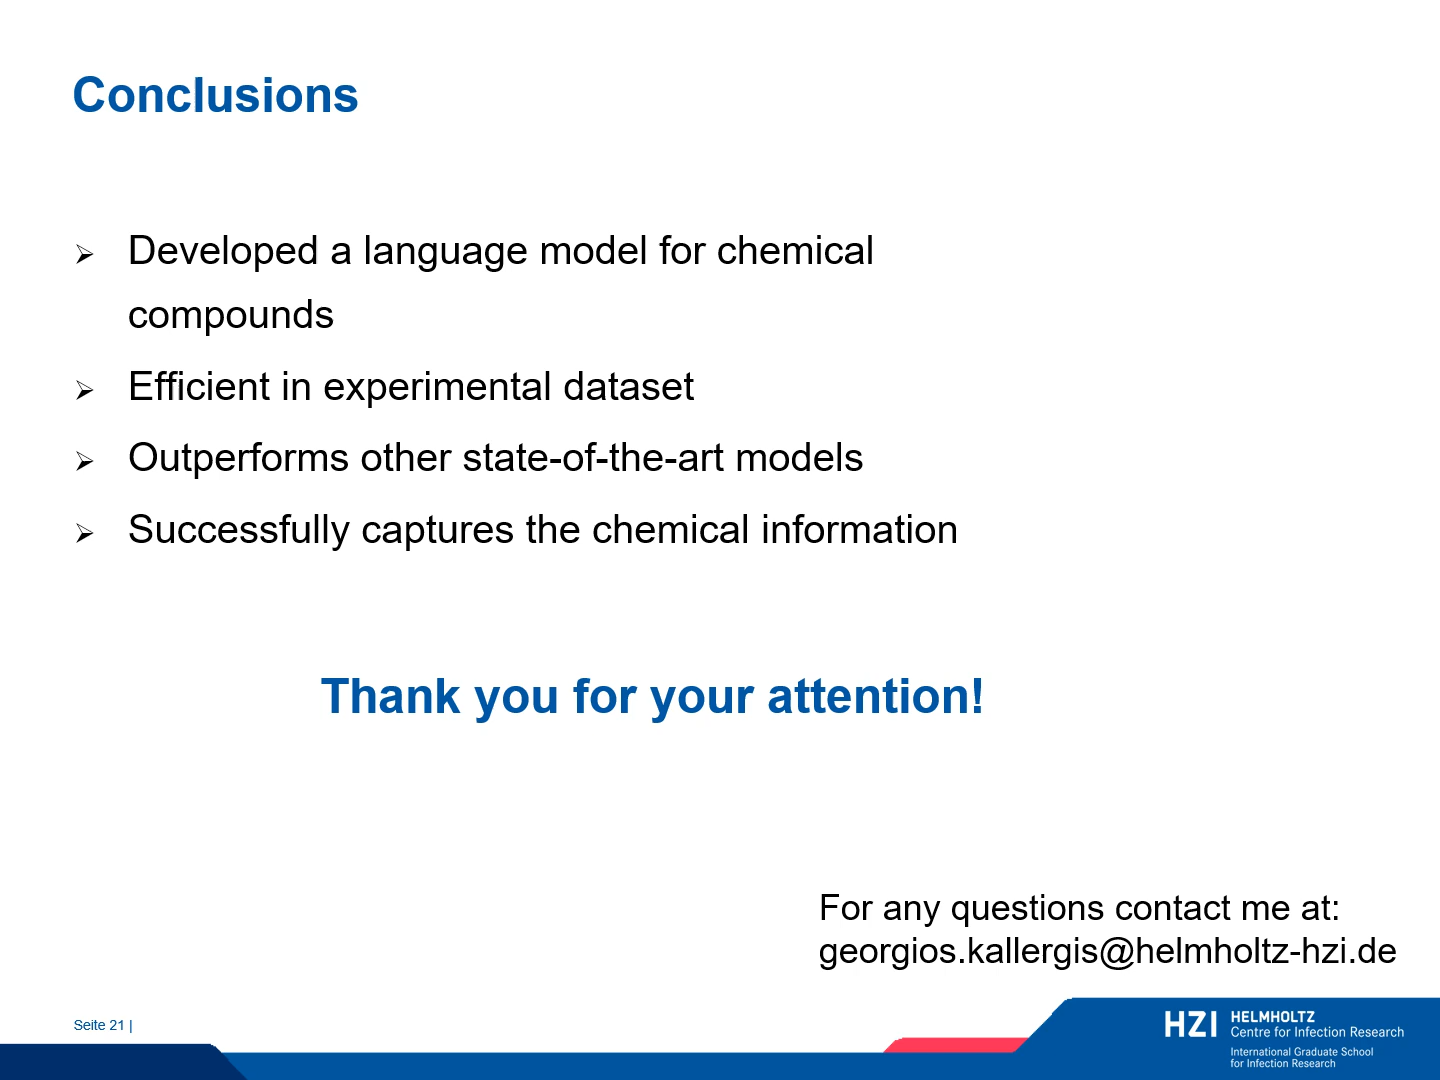 Conclusions
Developed a language model for chemical
compounds
Efficient in experimental dataset
Outperforms other state-of-the-art models
Successfully captures the chemical information
Thank you for your attention!
For any questions contact me at:
georgios.kallergis@helmholtz-hzi.de
Seite 21 |
HZI
HELMHOLTZ
Centre for Infection Research
International Graduate School
for Infection Research